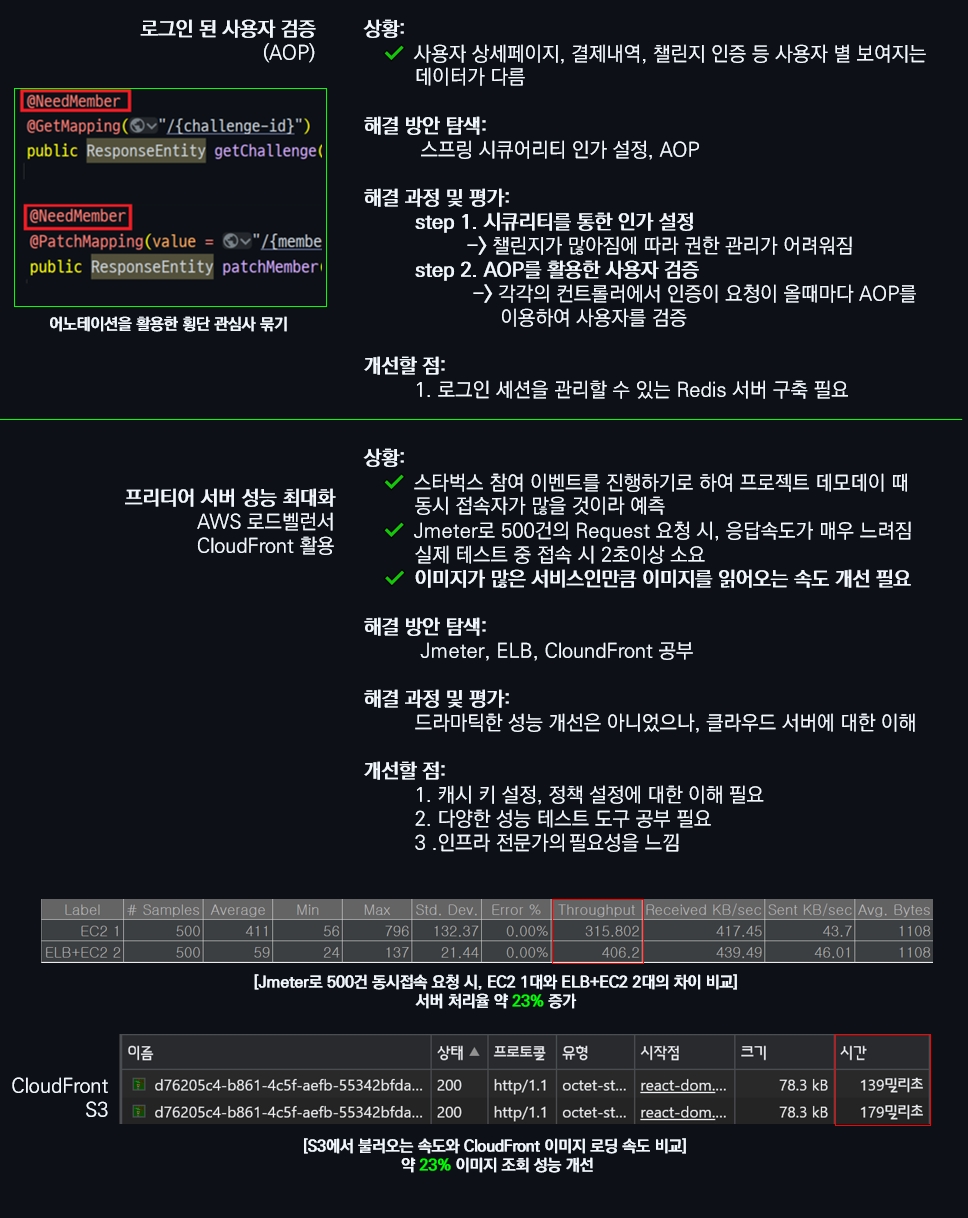 로그인 된 사용자 검증
(AOP)
@NeedMember
@GetMapping("/{challenge-id}")
public ResponseEntity getChallenge(
@NeedMember
@PatchMapping(value = "/{membe
public ResponseEntity patchMember(
어노테이션을 활용한 횡단 관심사 묶기
상황:
사용자 상세페이지, 결제내역, 챌린지 인증 등 사용자 별 보여지는
데이터가 다름
해결 방안 탐색:
스프링 시큐어리티 인가 설정, AOP
해결 과정 및 평가:
step 1. 시큐리티를 통한 인가 설정
-> 챌린지가 많아짐에 따라 권한 관리가 어려워짐
step 2. AOP를 활용한 사용자 검증
-> 각각의 컨트롤러에서 인증이 요청이 올때마다 AOP를
이용하여 사용자를 검증
개선할 점:
1. 로그인 세션을 관리할 수 있는 Redis 서버 구축 필요
프리티어 서버 성능 최대화
AWS 로드벨런서
CloudFront 활용
상황:
스타벅스 참여 이벤트를 진행하기로 하여 프로젝트 데모데이 때
동시 접속자가 많을 것이라 예측
Jmeter로 500건의 Request 요청 시, 응답속도가 매우 느려짐
실제 테스트 중 접속 시 2초이상 소요
이미지가 많은 서비스인만큼 이미지를 읽어오는 속도 개선 필요
해결 방안 탐색:
Jmeter, ELB, CloundFront 공부
해결 과정 및 평가:
드라마틱한 성능 개선은 아니었으나, 클라우드 서버에 대한 이해
개선할 점:
1. 캐시 키 설정, 정책 설정에 대한 이해 필요
2. 다양한 성능 테스트 도구 공부 필요
3 .인프라 전문가의 필요성을 느낌
Label # Samples Average Min Max Std. Dev. Error % Throughput Received KB/sec Sent KB/sec Avg. Bytes
EC2 1 500 411 56 796 132.37 0.00% 315.802 417.45 43.7 1108
ELB+EC2 2 500 59 24 137 21.44 0.00% 406.2 439.49 46.01 1108
[Jmeter로 500건 동시접속 요청 시, EC2 1대와 ELB+EC2 2대의 차이 비교]
서버 처리율 약 23% 증가
이름 상태 프로토콜 유형 시작점 크기 시간
CloudFront d76205c4-b861-4c5f-aefb-55342bfda... 200 http/1.1 octet-st... react-dom.... 78.3 kB 139밀리초
S3 d76205c4-b861-4c5f-aefb-55342bfda... 200 http/1.1 octet-st... react-dom.... 78.3 kB 179밀리초
[S3에서 불러오는 속도와 CloudFront 이미지 로딩 속도 비교]
약 23% 이미지 조회 성능 개선